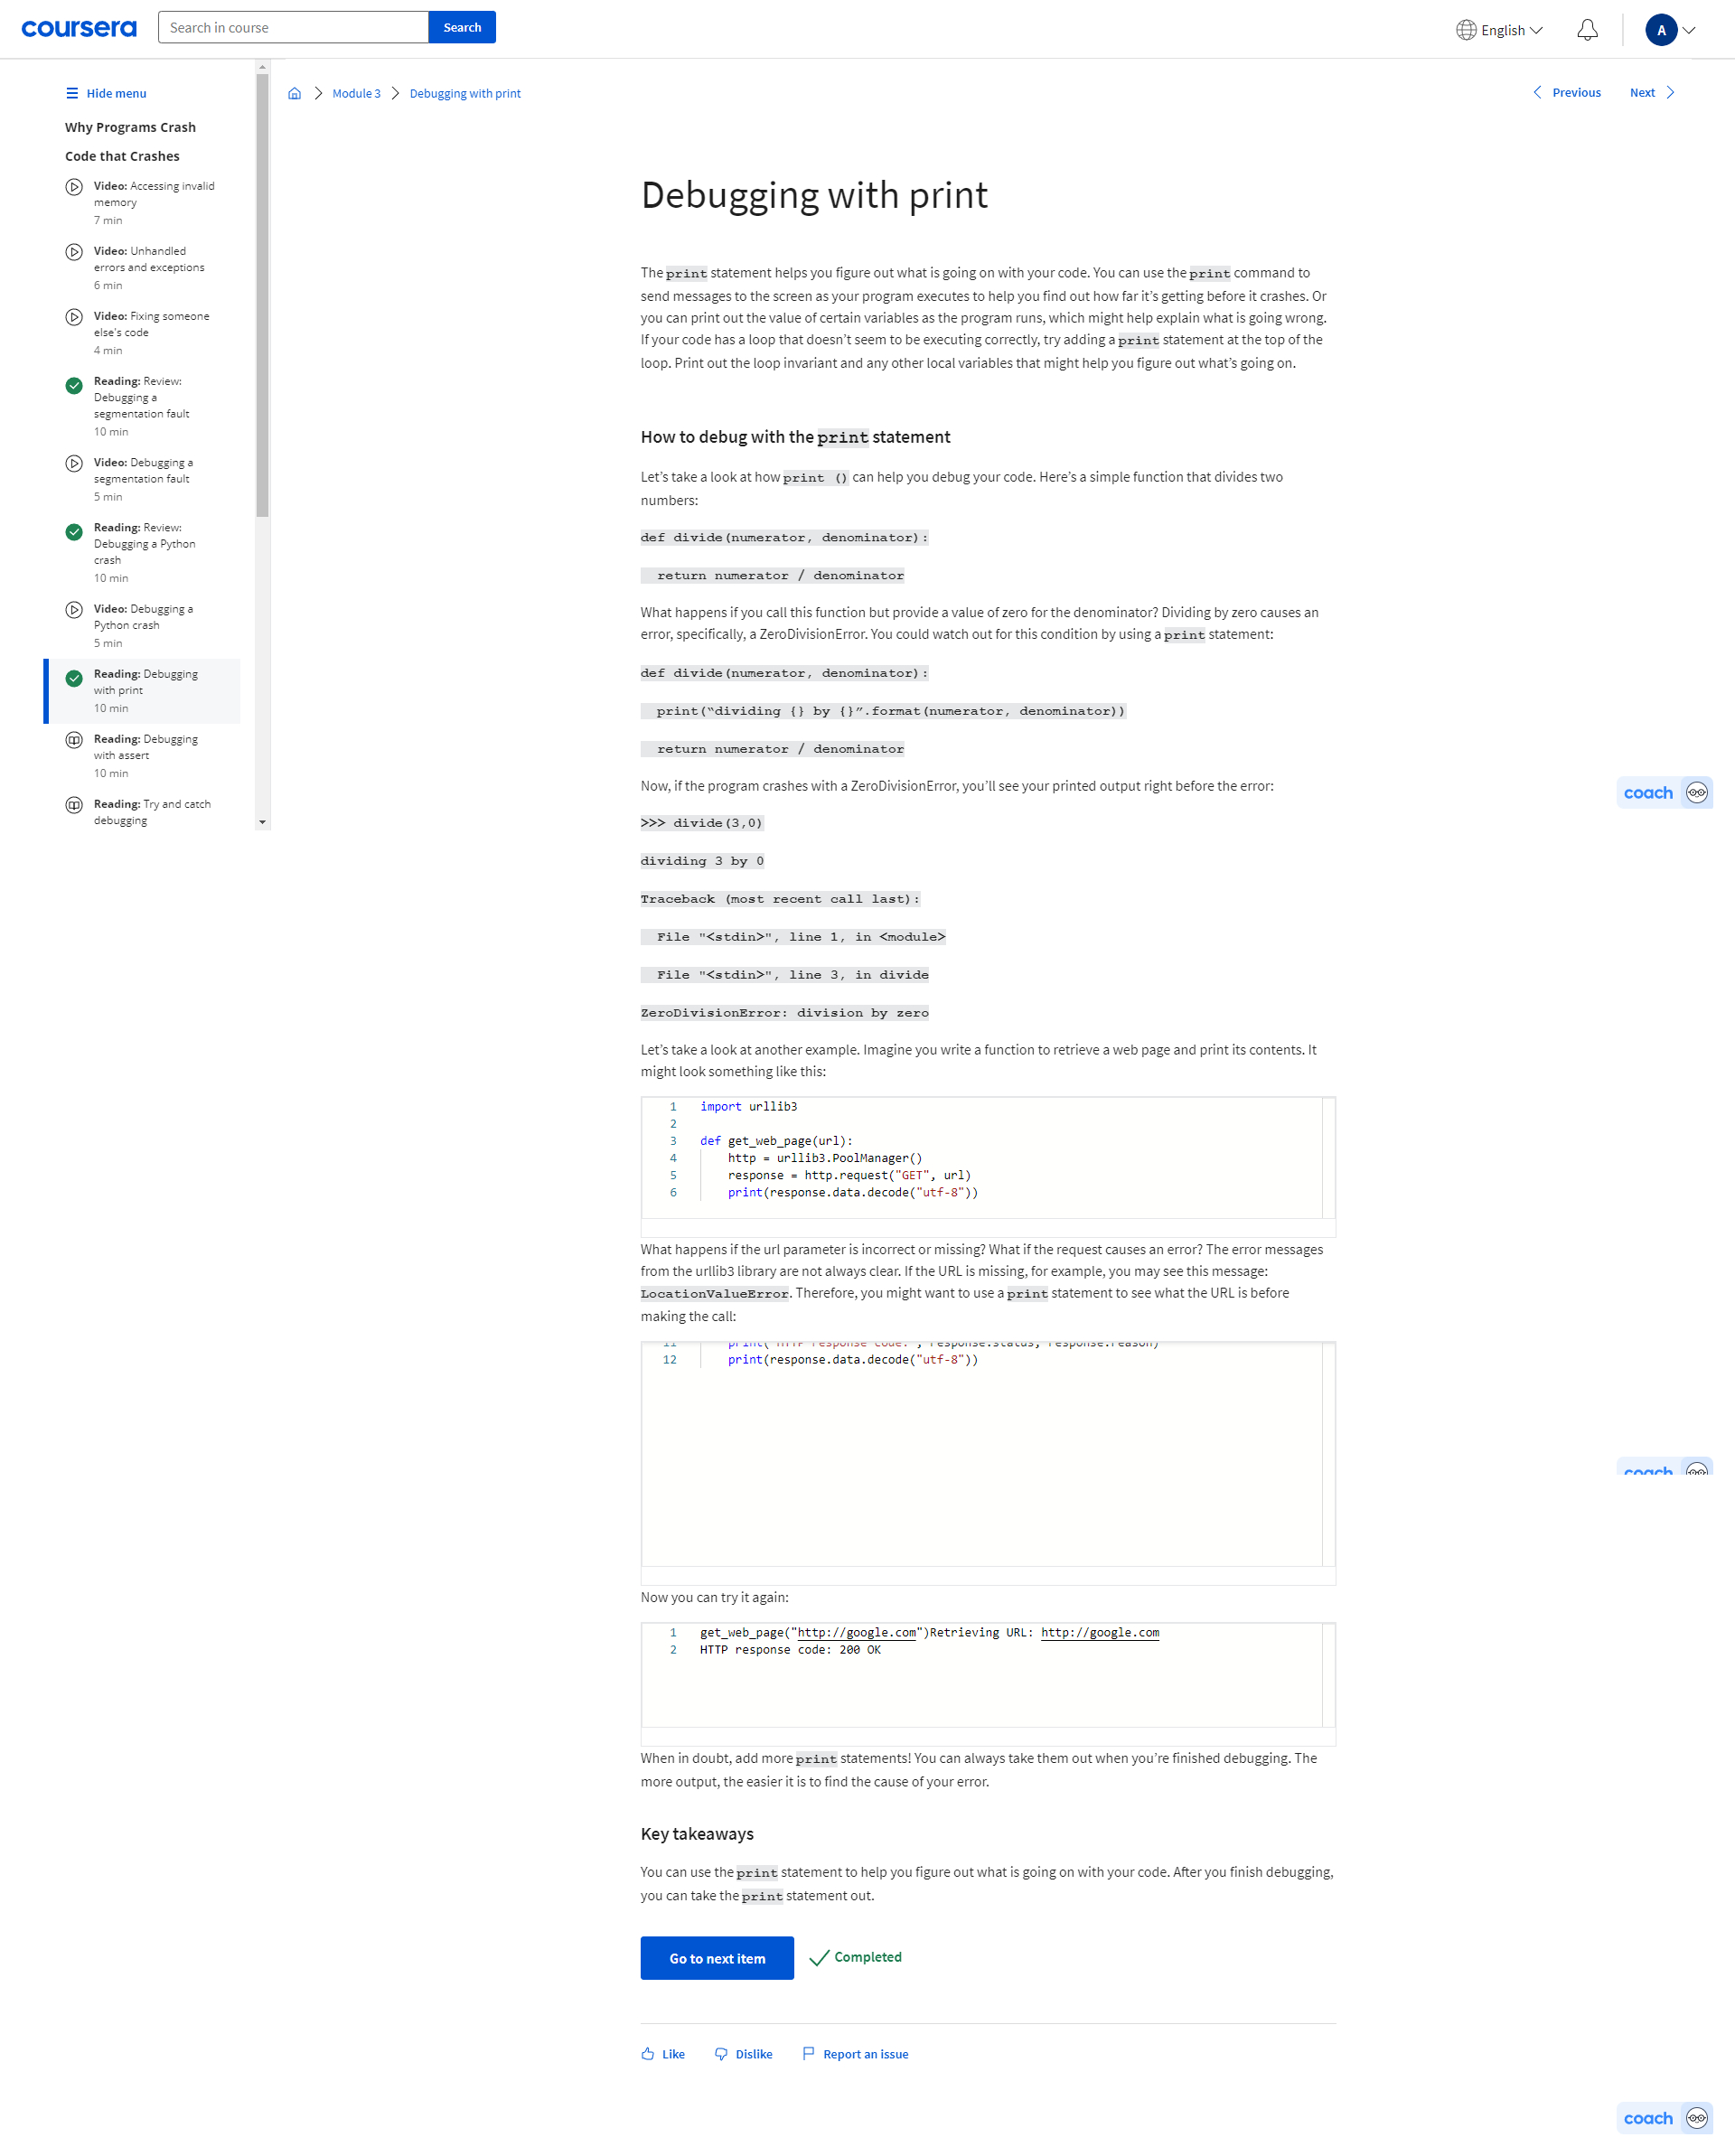 coursera
Search in course
Search
English
A
Hide menu
Why Programs Crash
Code that Crashes
Video: Accessing invalid
memory
7 min
Video: Unhandled
errors and exceptions
6 min
Video: Fixing someone
else's code
4 min
Reading: Review:
Debugging a
segmentation fault
10 min
Video: Debugging a
segmentation fault
5 min
Reading: Review:
Debugging a Python
crash
10 min
Video: Debugging a
Python crash
5 min
Reading: Debugging
with print
10 min
Reading: Debugging
with assert
10 min
Reading: Try and catch
debugging
Module 3
Debugging with print
Previous
Next
Debugging with print
The print statement helps you figure out what is going on with your code. You can use the print command to
send messages to the screen as your program executes to help you find out how far it’s getting before it crashes. Or
you can print out the value of certain variables as the program runs, which might help explain what is going wrong.
If your code has a loop that doesn’t seem to be executing correctly, try adding a print statement at the top of the
loop. Print out the loop invariant and any other local variables that might help you figure out what’s going on.
How to debug with the print statement
Let’s take a look at how print () can help you debug your code. Here’s a simple function that divides two
numbers:
def divide(numerator, denominator):
return numerator / denominator
What happens if you call this function but provide a value of zero for the denominator? Dividing by zero causes an
error, specifically, a ZeroDivisionError. You could watch out for this condition by using a print statement:
def divide(numerator, denominator):
print(“dividing {} by {}”.format(numerator, denominator))
return numerator / denominator
Now, if the program crashes with a ZeroDivisionError, you’ll see your printed output right before the error:
coach
>>> divide(3,0)
dividing 3 by 0
Traceback (most recent call last):
File "<stdin>", line 1, in <module>
File "<stdin>", line 3, in divide
ZeroDivisionError: division by zero
Let’s take a look at another example. Imagine you write a function to retrieve a web page and print its contents. It
might look something like this:
1 import urllib3
2
3 def get_web_page(url):
4 http = urllib3.PoolManager()
5 response = http.request("GET", url)
6 print(response.data.decode("utf-8"))
What happens if the url parameter is incorrect or missing? What if the request causes an error? The error messages
from the urllib3 library are not always clear. If the URL is missing, for example, you may see this message:
LocationValueError. Therefore, you might want to use a print statement to see what the URL is before
making the call:
11 print("HTTP response code:", response.status, response.reason)
12 print(response.data.decode("utf-8"))
coach
Now you can try it again:
1 get_web_page("http://google.com")Retrieving URL: http://google.com
2 HTTP response code: 200 OK
When in doubt, add more print statements! You can always take them out when you’re finished debugging. The
more output, the easier it is to find the cause of your error.
Key takeaways
You can use the print statement to help you figure out what is going on with your code. After you finish debugging,
you can take the print statement out.
Go to next item
Completed
Like
Dislike
Report an issue
coach